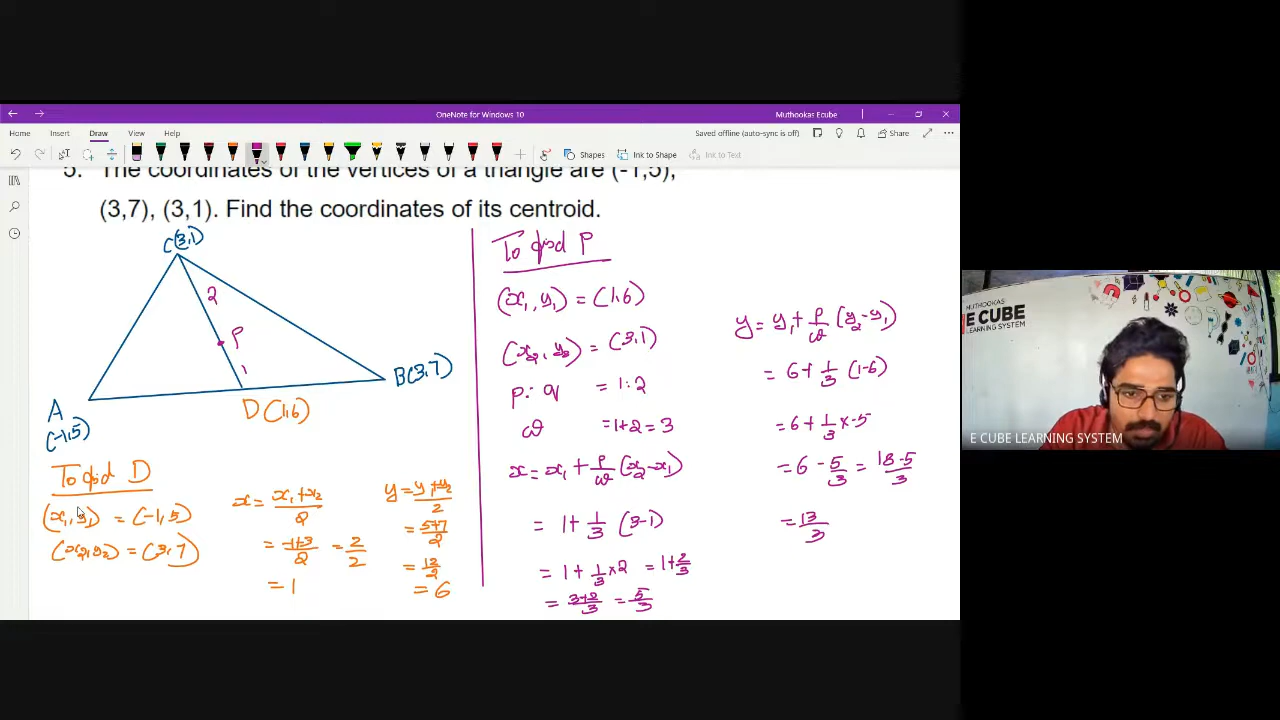 OneNote for Windows 10
Muthookas Ecube
Home Insert Draw View Help
Saved offline (auto-sync is off)
Share
Shapes
Ink to Shape
Ink to Text
5. The coordinates of the vertices of a triangle are (-1,5),
(3,7), (3,1). Find the coordinates of its centroid.
C(3,1)
2
P
1
A
(-1,5)
B(3,7)
D(1,6)
To find D
(x₁,y₁) = (-1,5)
(x₂,y₂) = (3,7)
x = x₁+x₂/2
= -1+3/2 = 2/2
= 1
y = y₁+y₂/2
= 5+7/2
= 12/2
= 6
To find P
(x₁, y₁) = (1,6)
(x₂, y₂) = (3,1)
p:q = 1:2
ω = 1+2 = 3
x = x₁ + p/ω (x₂-x₁)
= 1 + 1/3 (3-1)
= 1 + 1/3 × 2 = 1 + 2/3
= 3+2/3 = 5/3
y = y₁ + p/ω (y₂-y₁)
= 6 + 1/3 (1-6)
= 6 + 1/3 × -5
= 6 - 5/3 = 18-5/3
= 13/3
MUTHOOKAS
E CUBE
LEARNING SYSTEM
E CUBE LEARNING SYSTEM